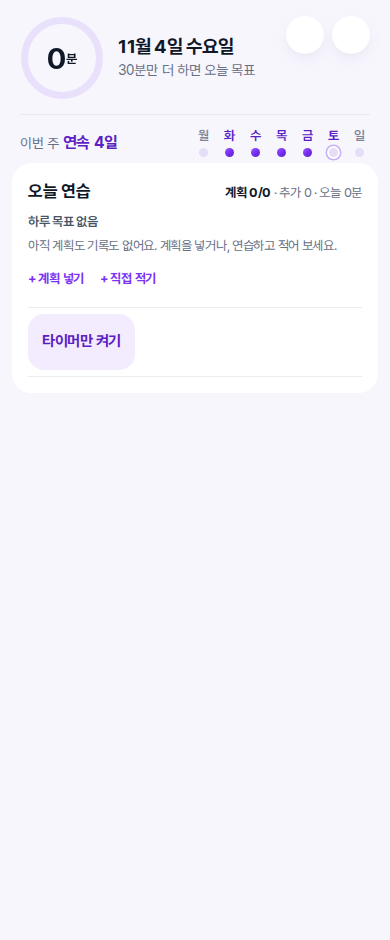 0분
11월 4일 수요일
30분만 더 하면 오늘 목표
이번 주 연속 4일
월 화 수 목 금 토 일
오늘 연습
계획 0/0 · 추가 0 · 오늘 0분
하루 목표 없음
아직 계획도 기록도 없어요. 계획을 넣거나, 연습하고 적어 보세요.
+ 계획 넣기 + 직접 적기
타이머만 켜기